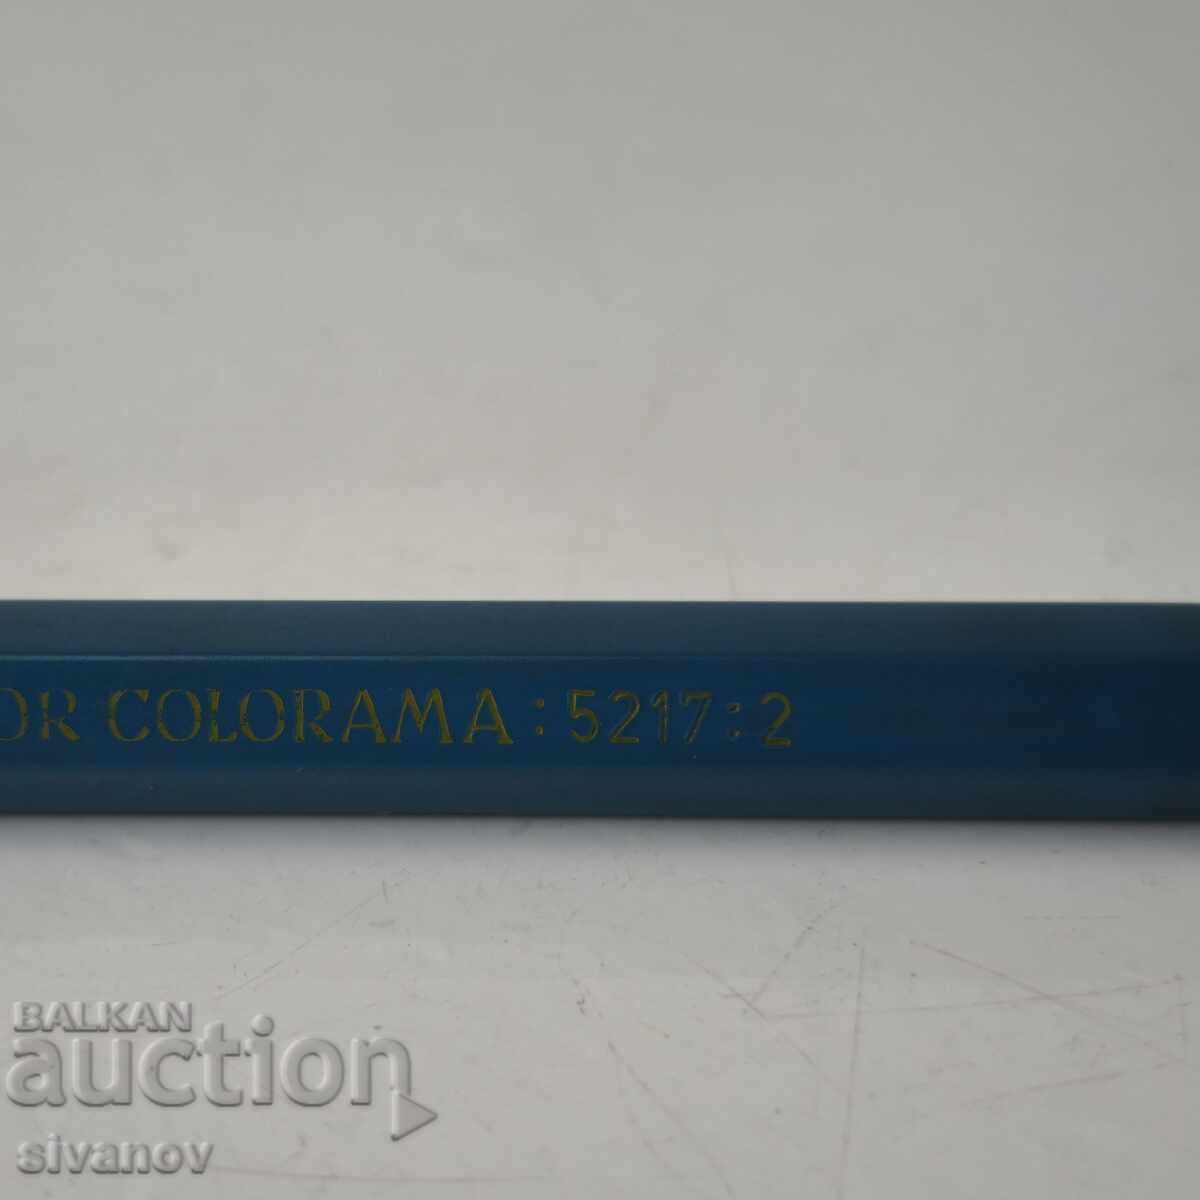 OR COLORAMA : 5217 : 2
BALKAN
auction
sivanov